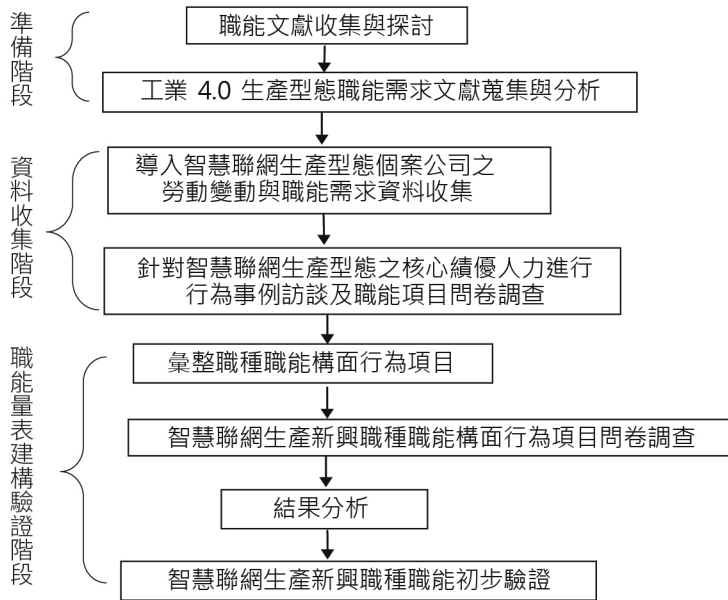 準備階段
職能文獻收集與探討
工業 4.0 生產型態職能需求文獻蒐集與分析
資料收集階段
導入智慧聯網生產型態個案公司之
勞動變動與職能需求資料收集
針對智慧聯網生產型態之核心績優人力進行
行為事例訪談及職能項目問卷調查
職能量表建構驗證階段
彙整職種職能構面行為項目
智慧聯網生產新興職種職能構面行為項目問卷調查
結果分析
智慧聯網生產新興職種職能初步驗證